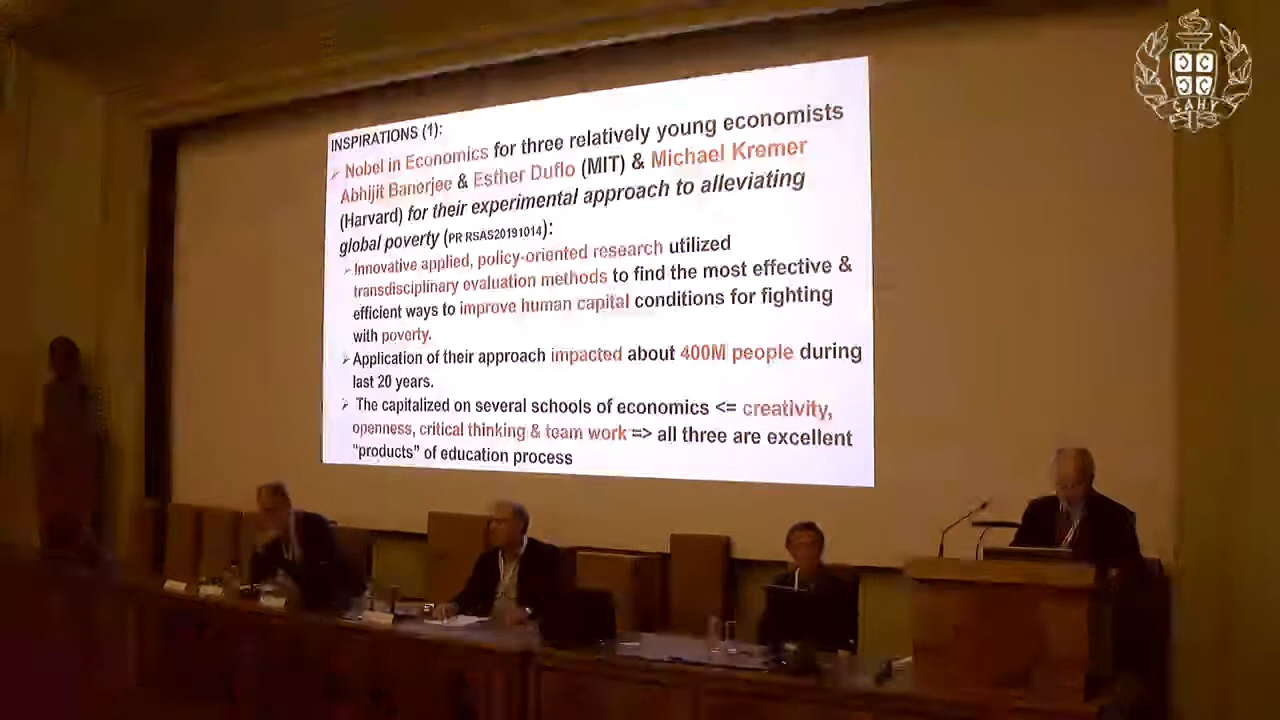 INSPIRATIONS (1):
Nobel in Economics for three relatively young economists
Abhijit Banerjee & Esther Duflo (MIT) & Michael Kremer
(Harvard) for their experimental approach to alleviating
global poverty (PR RSAS20191014):
Innovative applied, policy-oriented research utilized
transdisciplinary evaluation methods to find the most effective &
efficient ways to improve human capital conditions for fighting
with poverty.
Application of their approach impacted about 400M people during
last 20 years.
The capitalized on several schools of economics <= creativity,
openness, critical thinking & team work => all three are excellent
"products" of education process
САНУ